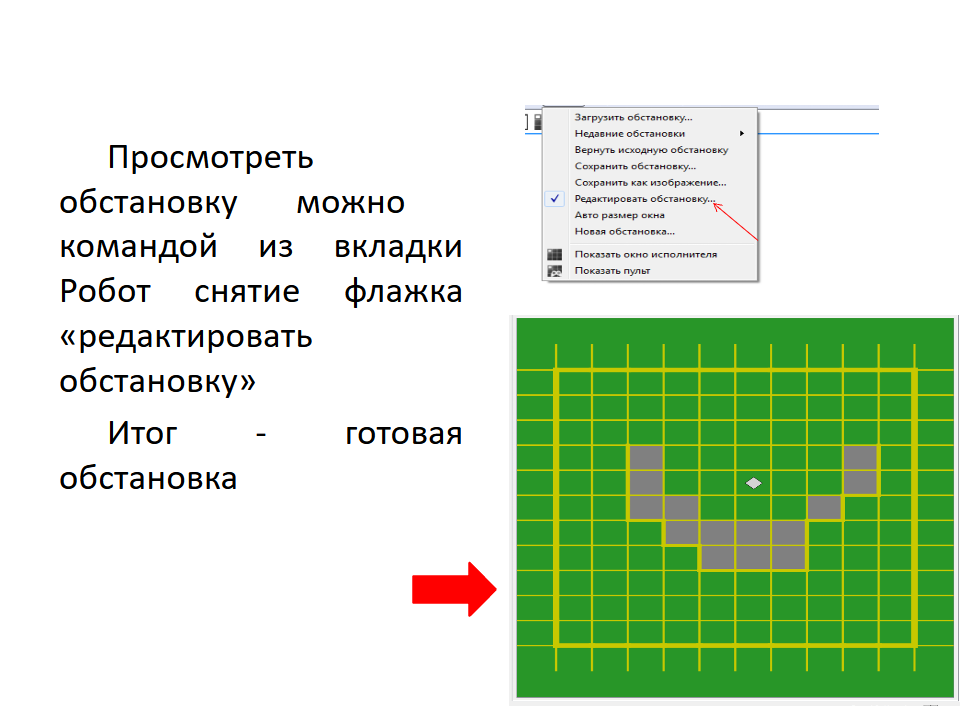 Просмотреть
обстановку можно
командой из вкладки
Робот снятие флажка
«редактировать
обстановку»
Итог - готовая
обстановка
Загрузить обстановку...
Недавние обстановки
Вернуть исходную обстановку
Сохранить обстановку...
Сохранить как изображение...
Редактировать обстановку...
Авто размер окна
Новая обстановка...
Показать окно исполнителя
Показать пульт